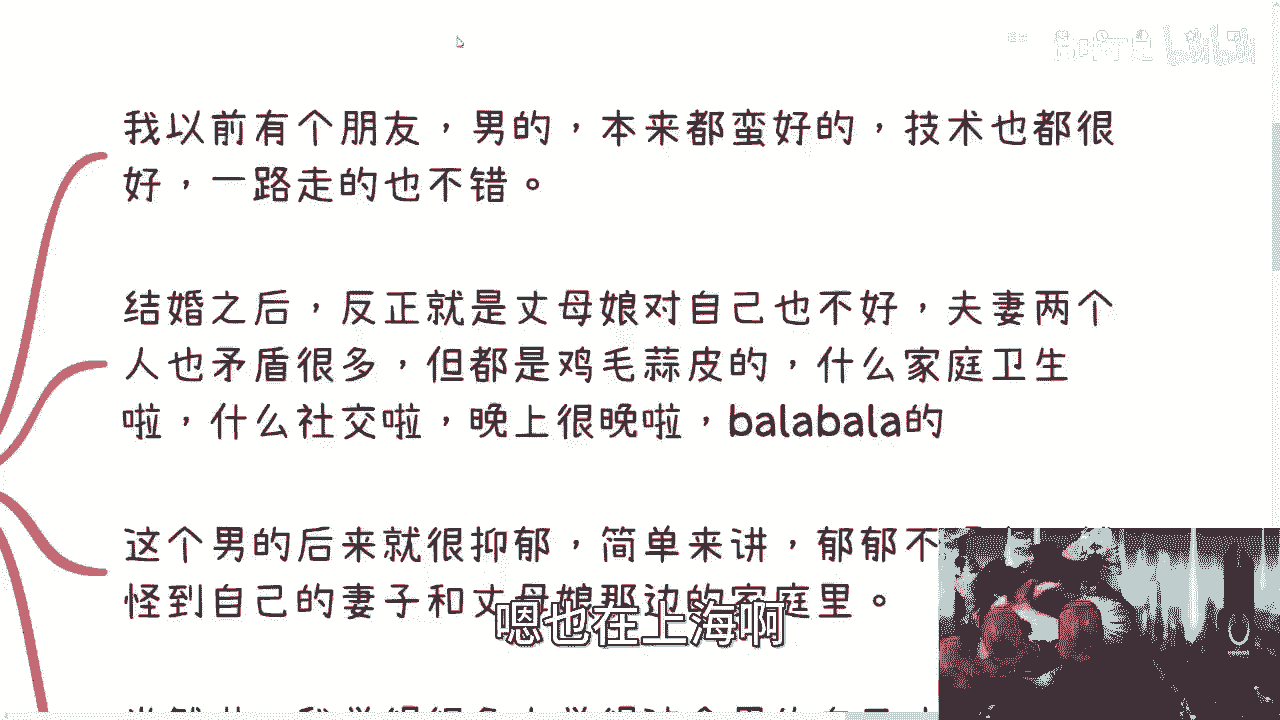 我以前有个朋友，男的，本来都蛮好的，技术也都很
好，一路走的也不错。
结婚之后，反正就是丈母娘对自己也不好，夫妻两个
人也矛盾很多，但都是鸡毛蒜皮的，什么家庭卫生
啦，什么社交啦，晚上很晚啦，balabala的
这个男的后来就很抑郁，简单来讲，郁郁不
怪到自己的妻子和丈母娘那边的家庭里。
嗯也在上海啊